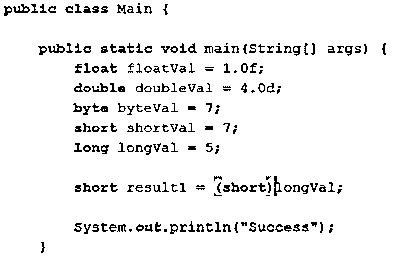 public class Main {
public static void main(String[] args) {
float floatVal = 1.0f;
double doubleVal = 4.0d;
byte byteVal = 7;
short shortVal = 7;
long longVal = 5;
short result1 = (short)longVal;
System.out.println("Success");
}